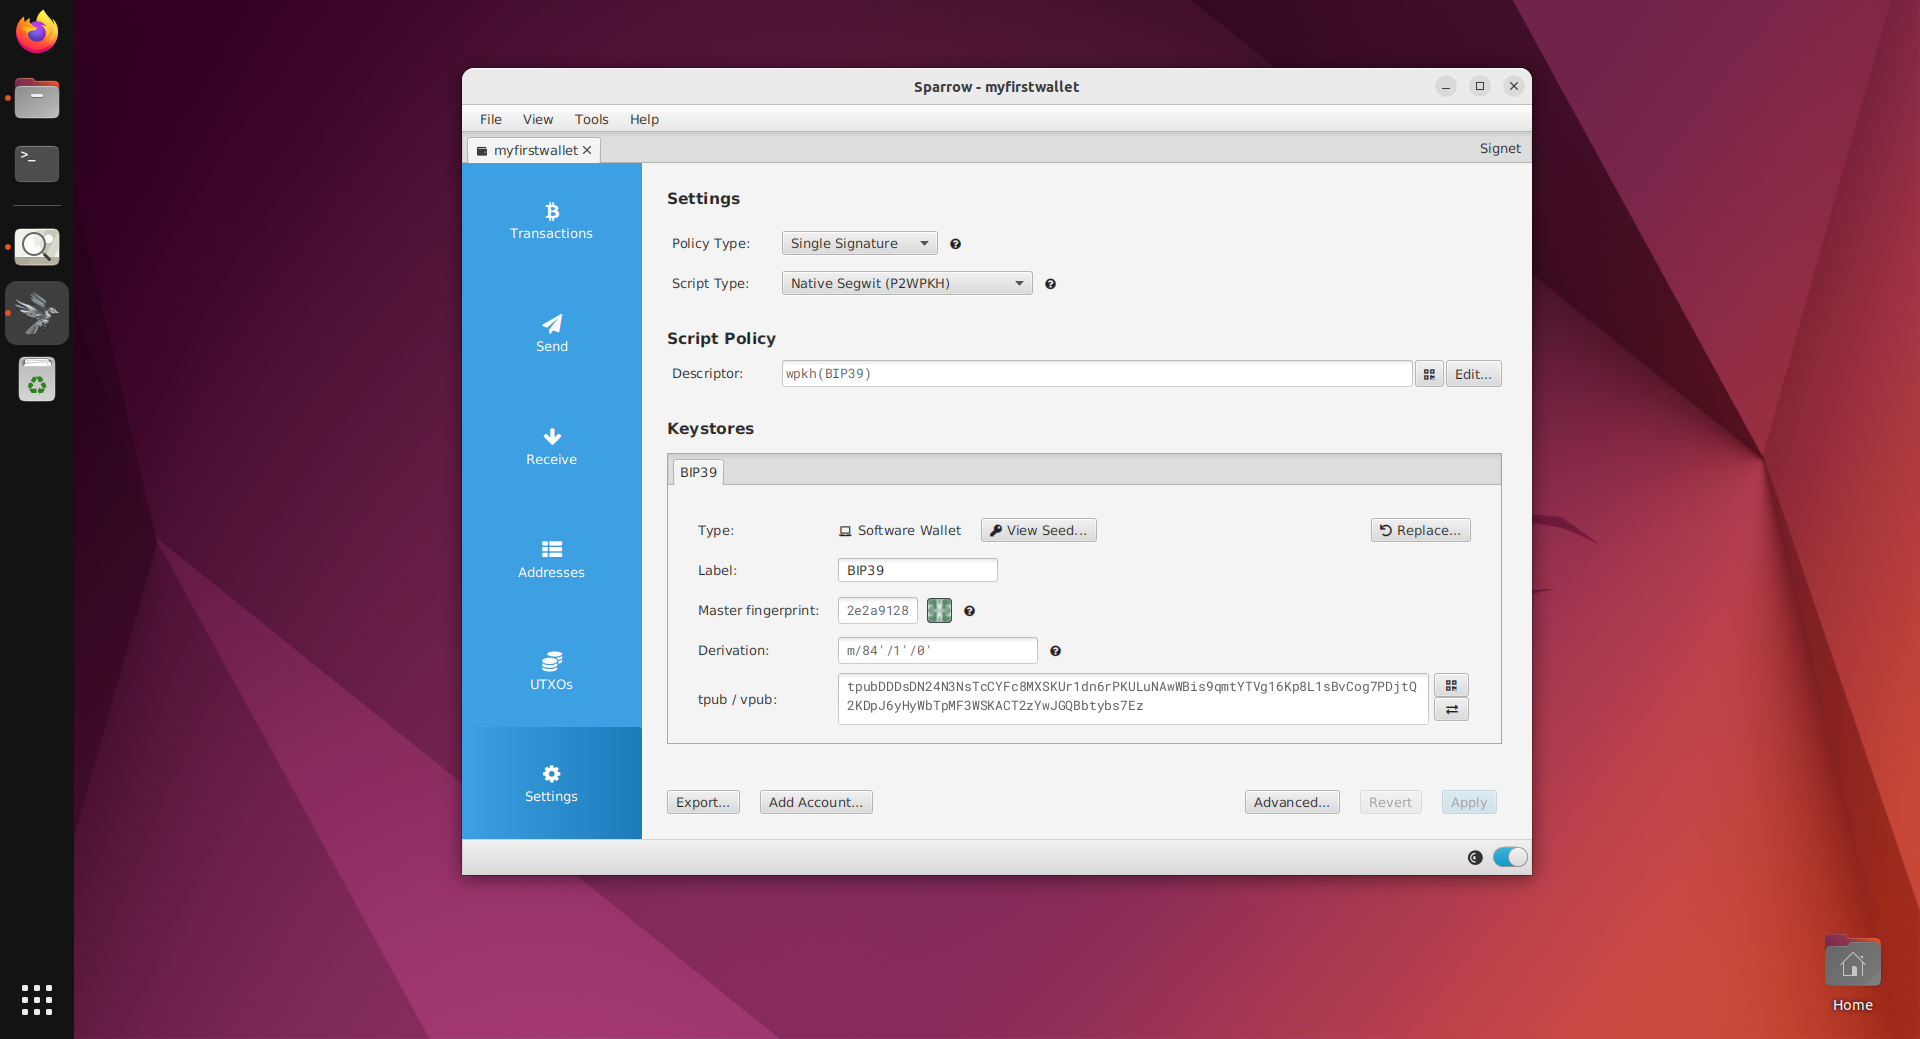 Sparrow - myfirstwallet
File View Tools Help
myfirstwallet
Signet
Transactions
Send
Receive
Addresses
UTXOs
Settings
Settings
Policy Type: Single Signature
Script Type: Native Segwit (P2WPKH)
Script Policy
Descriptor: wpkh(BIP39) Edit...
Keystores
BIP39
Type: Software Wallet View Seed... Replace...
Label: BIP39
Master fingerprint: 2e2a9128
Derivation: m/84'/1'/0'
tpub / vpub:
tpubDDDsDN24N3NsTcCYFc8MXSKUr1dn6rPKULuNAwWBis9qmtYTVg16Kp8L1sBvCog7PDjtQ
2KDpJ6yHyWbTpMF3WSKACT2zYwJGQBbtybs7Ez
Export... Add Account... Advanced... Revert Apply
Home